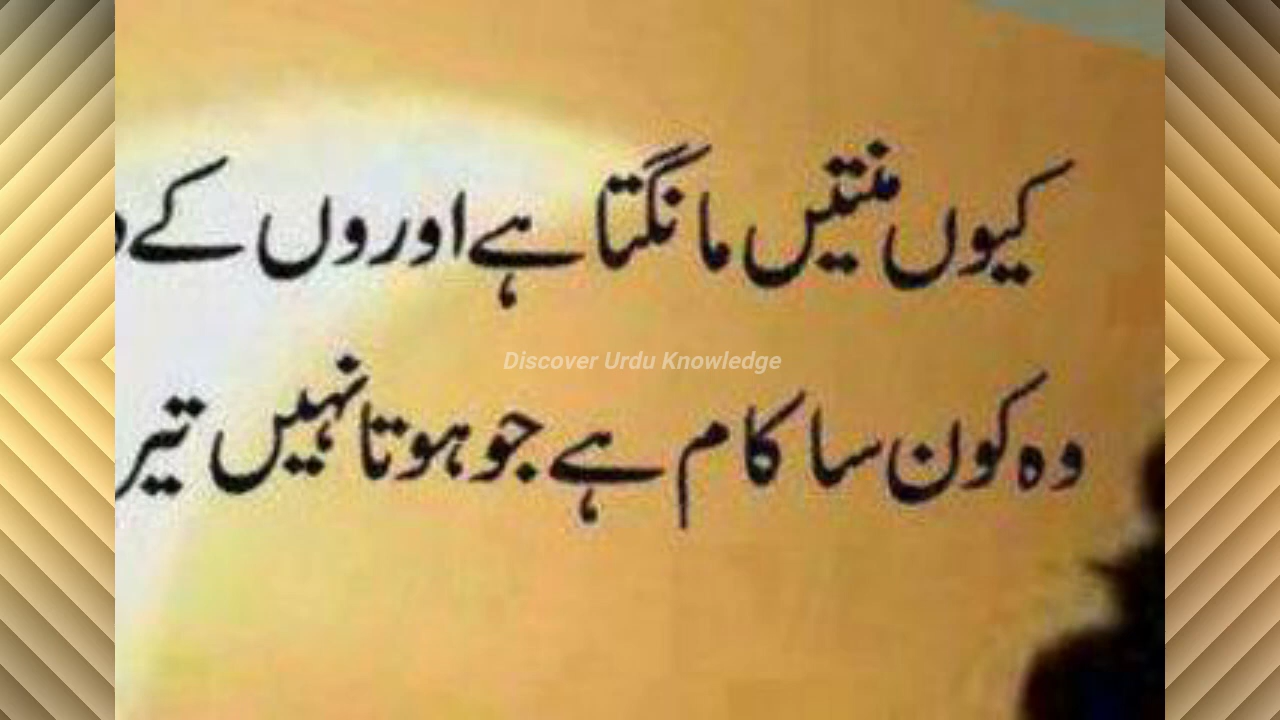 کیوں منتیں مانگتا ہے اوروں کے
Discover Urdu Knowledge
وہ کون سا کام ہے جو ہوتا نہیں تیر